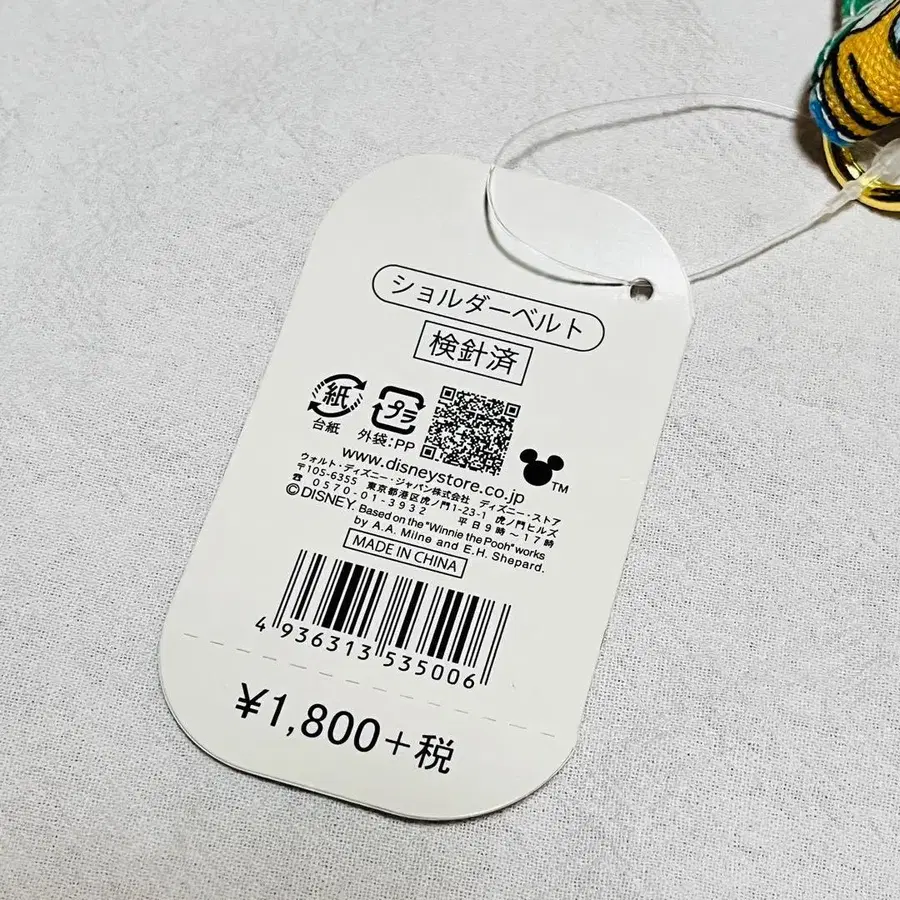 ショルダーベルト
検針済
紙
台紙
プラ
外袋:PP
TM
www.disneystore.co.jp
ウォルト・ディズニー・ジャパン株式会社 ディズニー・ストア
〒105-6355 東京都港区虎ノ門1-23-1 虎ノ門ヒルズ
☎ 0570-01-3932 平日9時～17時
©DISNEY. Based on the "Winnie the Pooh" works
by A.A. Milne and E.H. Shepard.
MADE IN CHINA
4 936313 535006
¥1,800+税